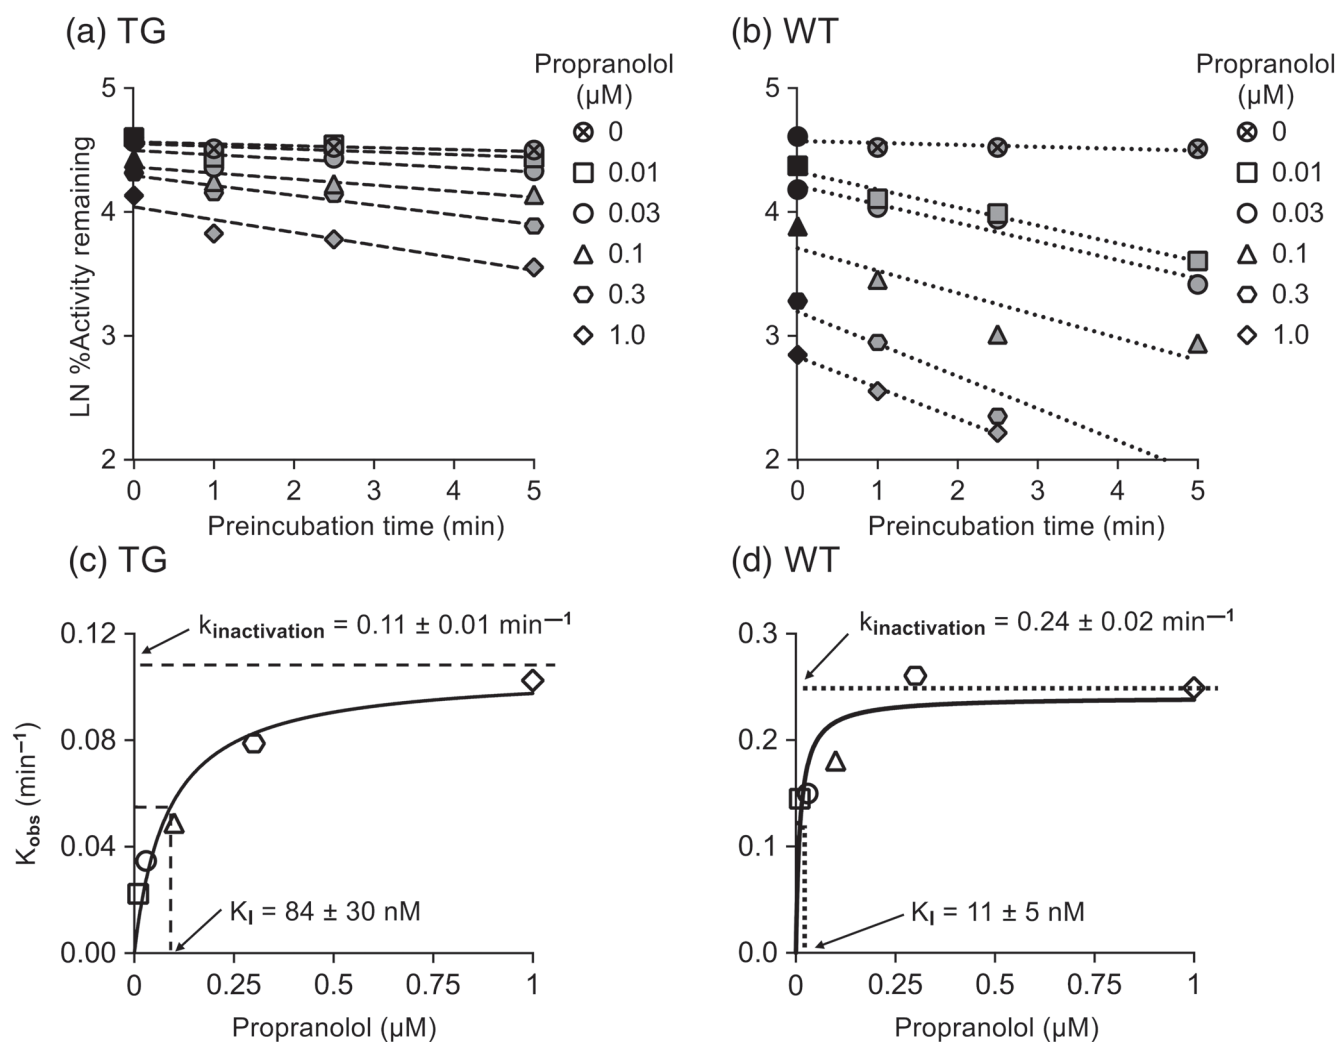 (a) TG
Propranolol
(µM)
0
0.01
0.03
0.1
0.3
1.0
LN %Activity remaining
5
4
3
2
0 1 2 3 4 5
Preincubation time (min)
(b) WT
Propranolol
(µM)
0
0.01
0.03
0.1
0.3
1.0
5
4
3
2
0 1 2 3 4 5
Preincubation time (min)
(c) TG
kinactivation = 0.11 ± 0.01 min⁻¹
Kobs (min⁻¹)
0.12
0.08
0.04
0.00
KI = 84 ± 30 nM
0 0.25 0.5 0.75 1
Propranolol (µM)
(d) WT
kinactivation = 0.24 ± 0.02 min⁻¹
0.3
0.2
0.1
0.0
KI = 11 ± 5 nM
0 0.25 0.5 0.75 1
Propranolol (µM)